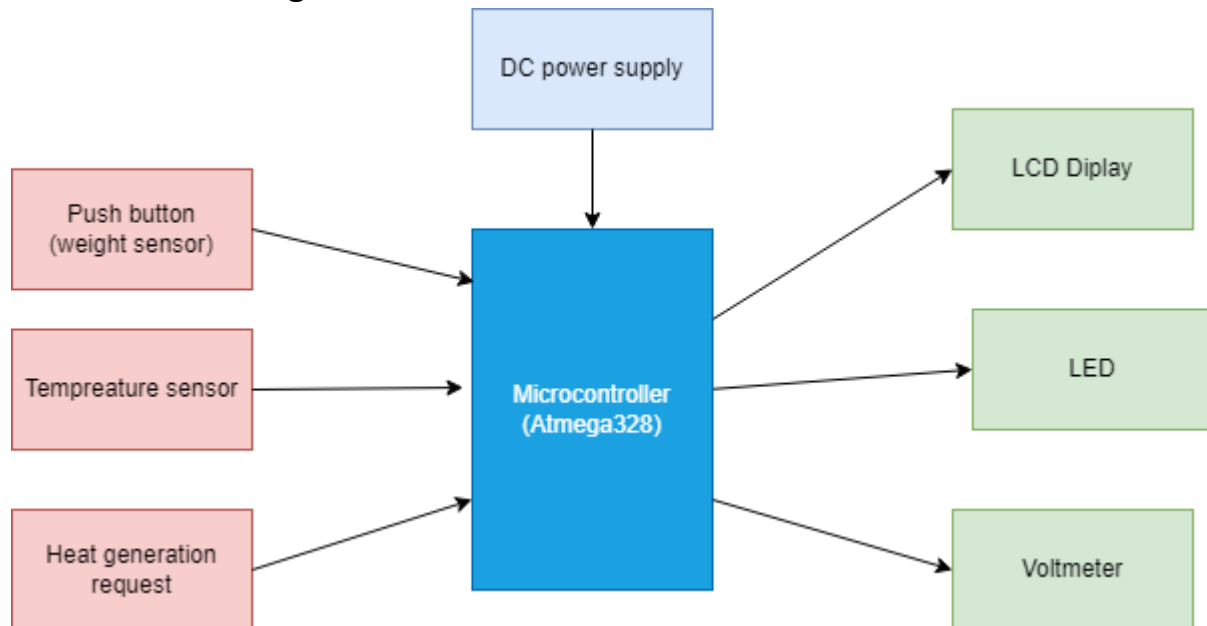 DC power supply
LCD Diplay
Push button
(weight sensor)
Tempreature sensor
Microcontroller
(Atmega328)
LED
Heat generation
request
Voltmeter